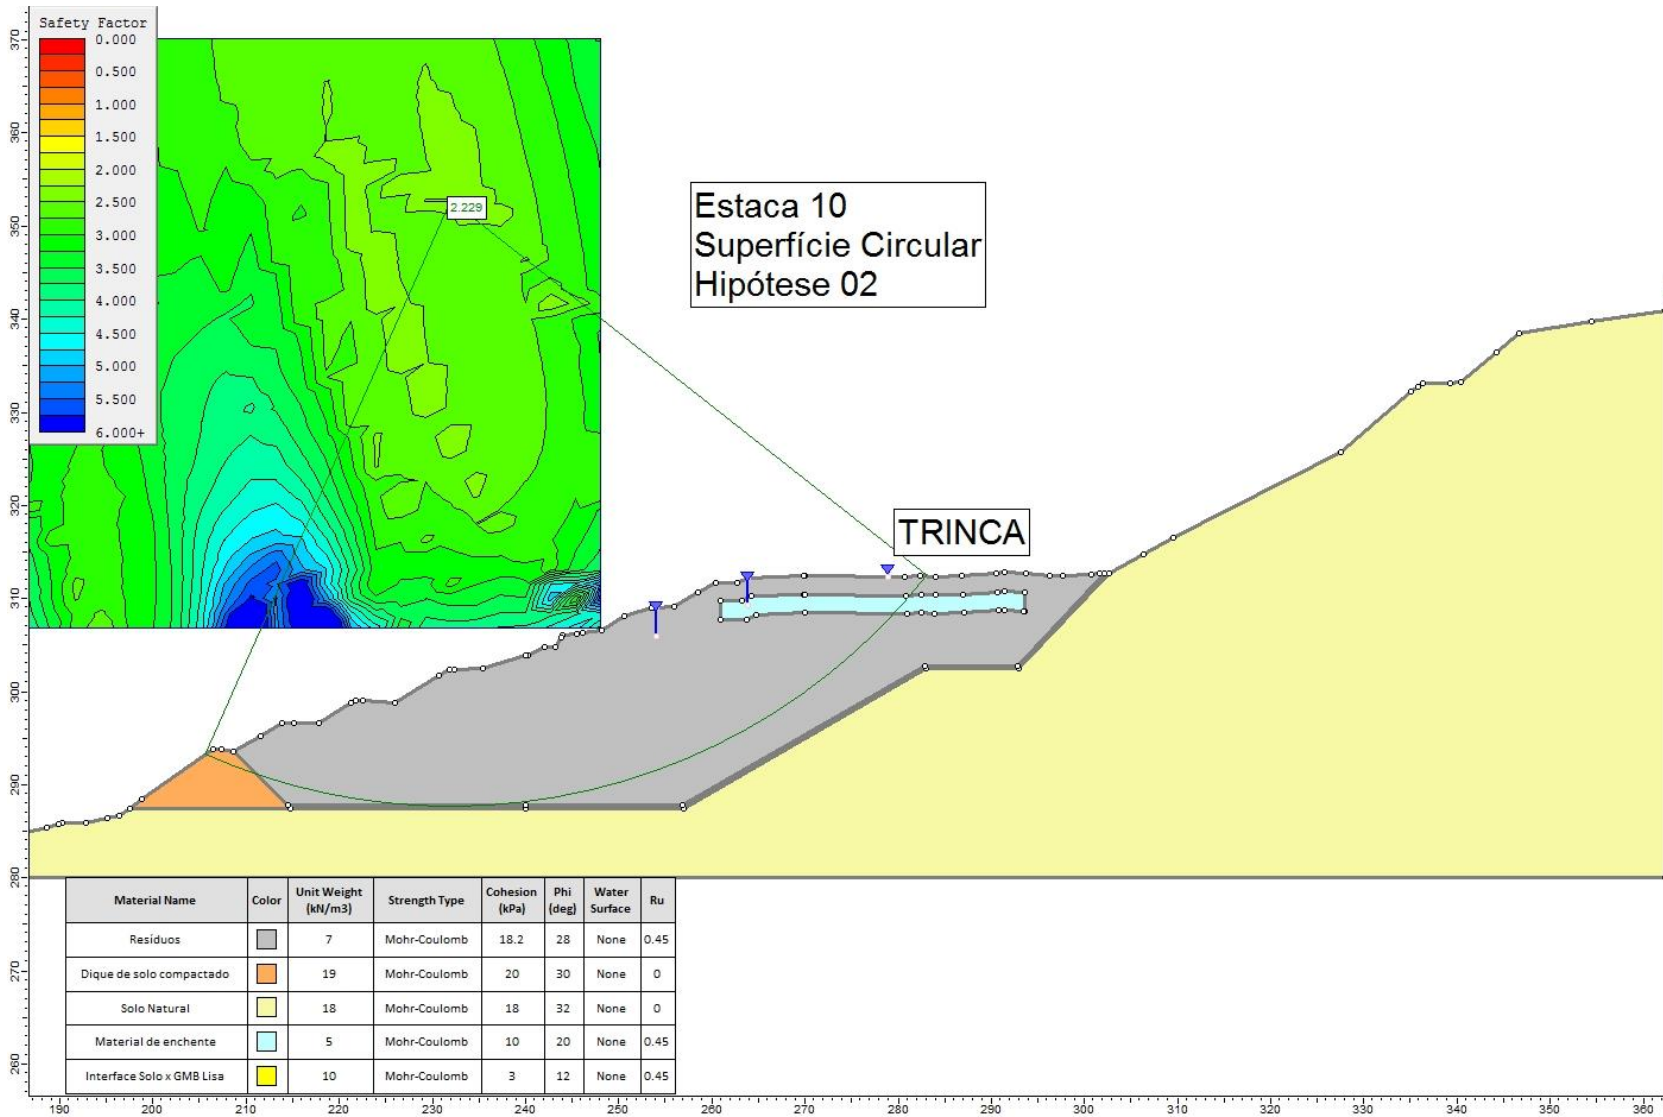 Safety Factor
0.000
0.500
1.000
1.500
2.000
2.500
3.000
3.500
4.000
4.500
5.000
5.500
6.000+
2.229
Estaca 10
Superfície Circular
Hipótese 02
TRINCA
370
360
350
340
330
320
310
300
290
280
270
260
Material Name Color Unit Weight (kN/m3) Strength Type Cohesion (kPa) Phi (deg) Water Surface Ru
Resíduos 7 Mohr-Coulomb 18.2 28 None 0.45
Dique de solo compactado 19 Mohr-Coulomb 20 30 None 0
Solo Natural 18 Mohr-Coulomb 18 32 None 0
Material de enchente 5 Mohr-Coulomb 10 20 None 0.45
Interface Solo x GMB Lisa 10 Mohr-Coulomb 3 12 None 0.45
190 200 210 220 230 240 250 260 270 280 290 300 310 320 330 340 350 360